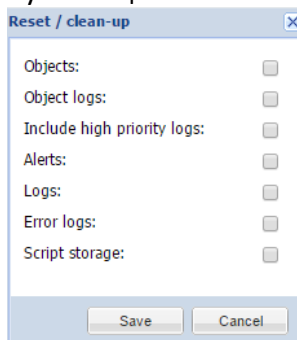 Reset / clean-up
Objects:
Object logs:
Include high priority logs:
Alerts:
Logs:
Error logs:
Script storage:
Save Cancel